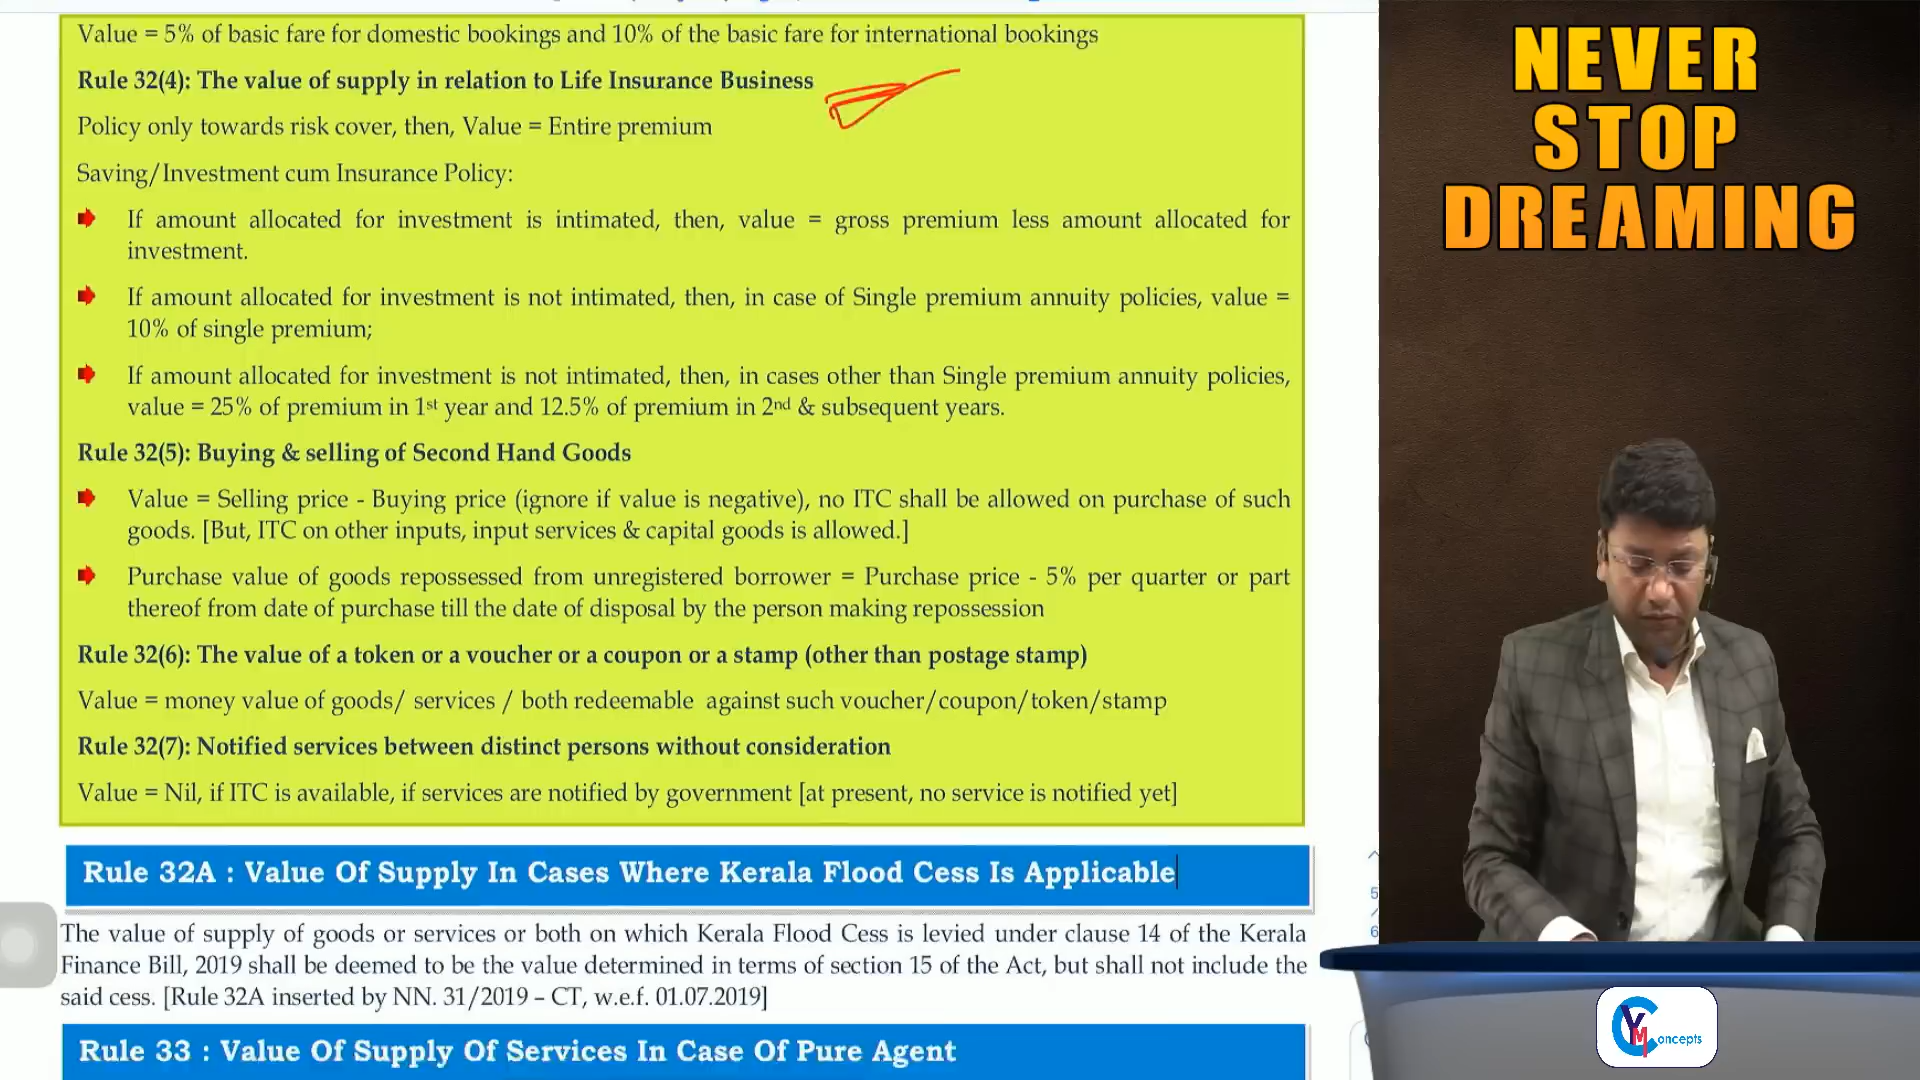 Value = 5% of basic fare for domestic bookings and 10% of the basic fare for international bookings
Rule 32(4): The value of supply in relation to Life Insurance Business
Policy only towards risk cover, then, Value = Entire premium
Saving/Investment cum Insurance Policy:
If amount allocated for investment is intimated, then, value = gross premium less amount allocated for
investment.
If amount allocated for investment is not intimated, then, in case of Single premium annuity policies, value =
10% of single premium;
If amount allocated for investment is not intimated, then, in cases other than Single premium annuity policies,
value = 25% of premium in 1st year and 12.5% of premium in 2nd & subsequent years.
Rule 32(5): Buying & selling of Second Hand Goods
Value = Selling price - Buying price (ignore if value is negative), no ITC shall be allowed on purchase of such
goods. [But, ITC on other inputs, input services & capital goods is allowed.]
Purchase value of goods repossessed from unregistered borrower = Purchase price - 5% per quarter or part
thereof from date of purchase till the date of disposal by the person making repossession
Rule 32(6): The value of a token or a voucher or a coupon or a stamp (other than postage stamp)
Value = money value of goods/ services / both redeemable against such voucher/coupon/token/stamp
Rule 32(7): Notified services between distinct persons without consideration
Value = Nil, if ITC is available, if services are notified by government [at present, no service is notified yet]
Rule 32A : Value Of Supply In Cases Where Kerala Flood Cess Is Applicable
The value of supply of goods or services or both on which Kerala Flood Cess is levied under clause 14 of the Kerala
Finance Bill, 2019 shall be deemed to be the value determined in terms of section 15 of the Act, but shall not include the
said cess. [Rule 32A inserted by NN. 31/2019 – CT, w.e.f. 01.07.2019]
Rule 33 : Value Of Supply Of Services In Case Of Pure Agent
5
/
6
NEVER
STOP
DREAMING
VM Concepts